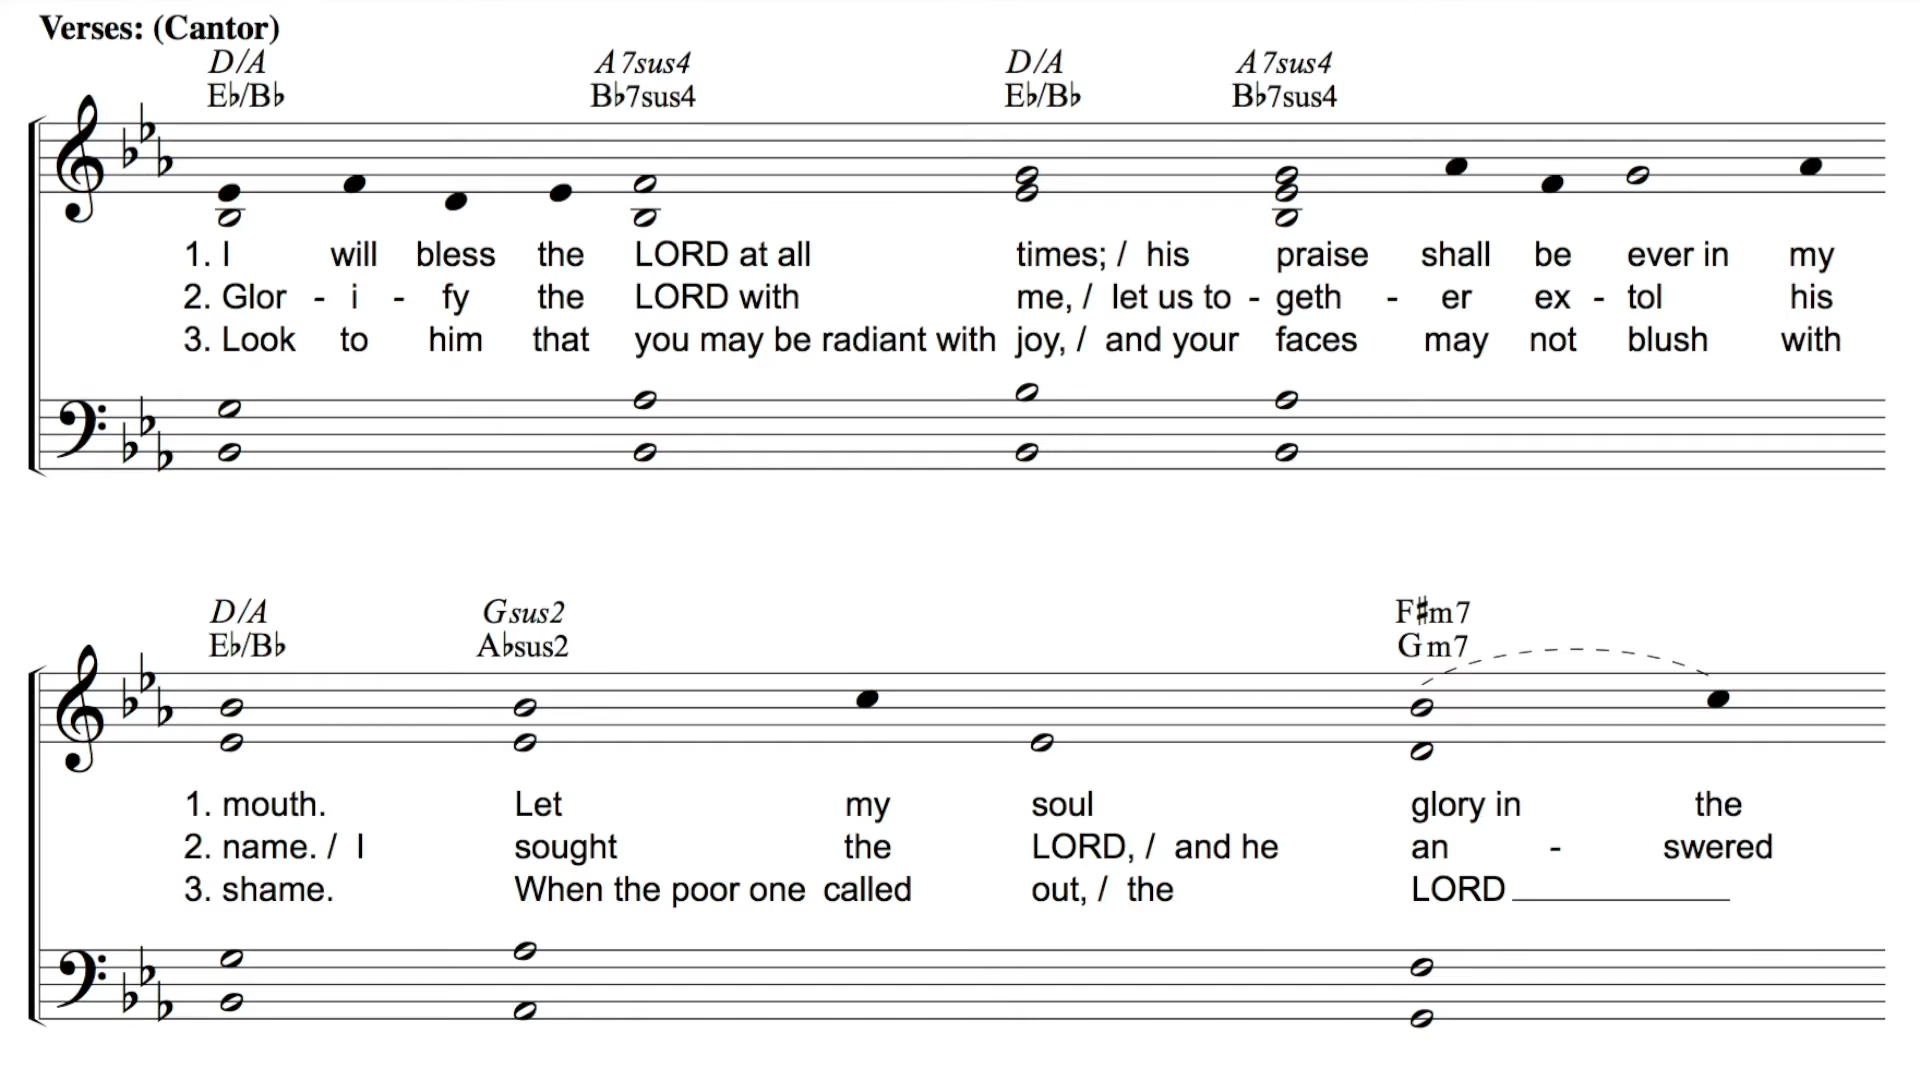 Verses: (Cantor)
D/A A7sus4 D/A A7sus4
E♭/B♭ B♭7sus4 E♭/B♭ B♭7sus4
1. I will bless the LORD at all times; / his praise shall be ever in my
2. Glor - i - fy the LORD with me, / let us to - geth - er ex - tol his
3. Look to him that you may be radiant with joy, / and your faces may not blush with
D/A Gsus2 F♯m7
E♭/B♭ A♭sus2 Gm7
1. mouth. Let my soul glory in the
2. name. / I sought the LORD, / and he an - swered
3. shame. When the poor one called out, / the LORD